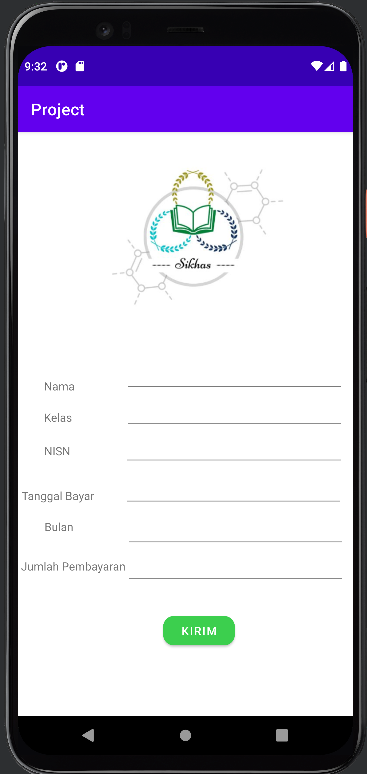 9:32
Project
Sikhas
Nama
Kelas
NISN
Tanggal Bayar
Bulan
Jumlah Pembayaran
KIRIM